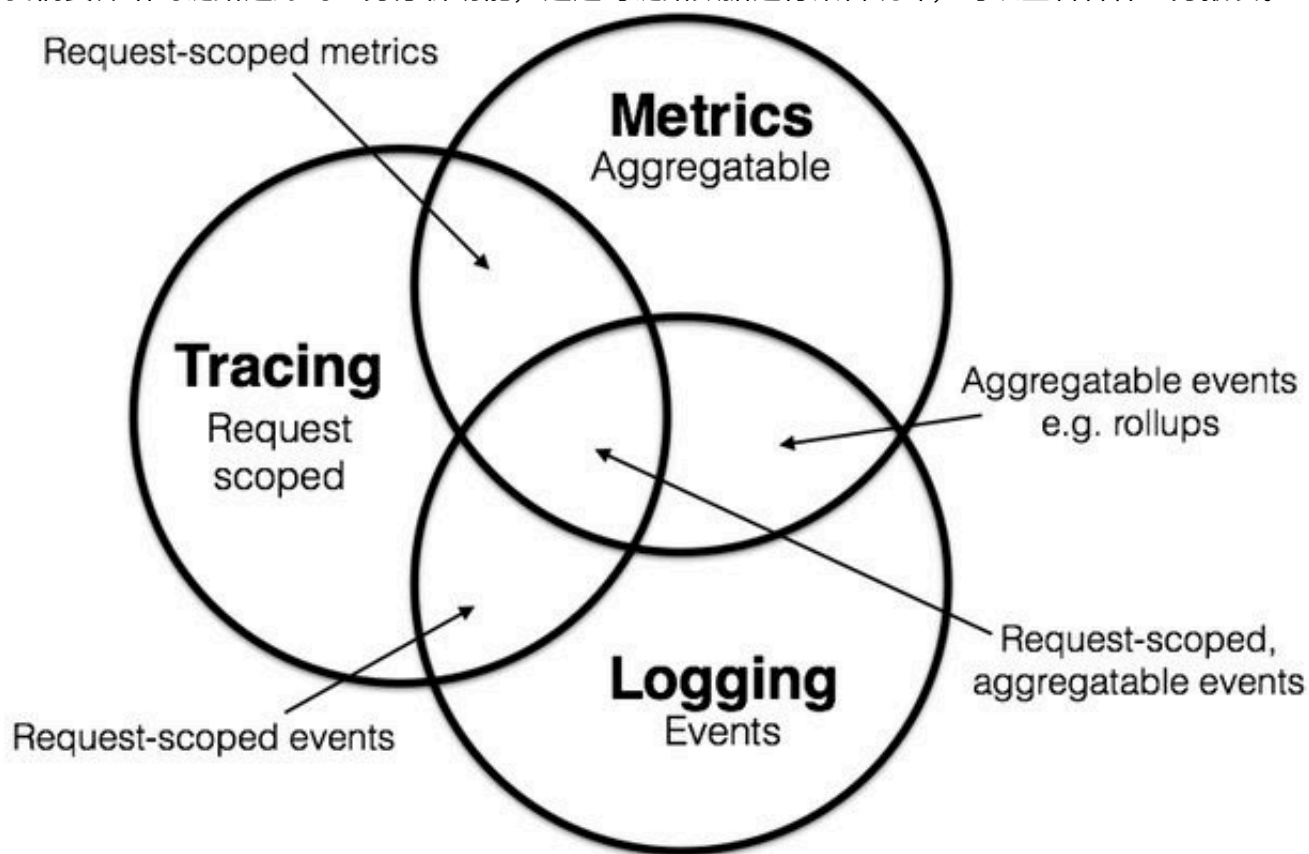 Request-scoped metrics
Metrics
Aggregatable
Tracing
Request
scoped
Aggregatable events
e.g. rollups
Request-scoped,
aggregatable events
Logging
Events
Request-scoped events